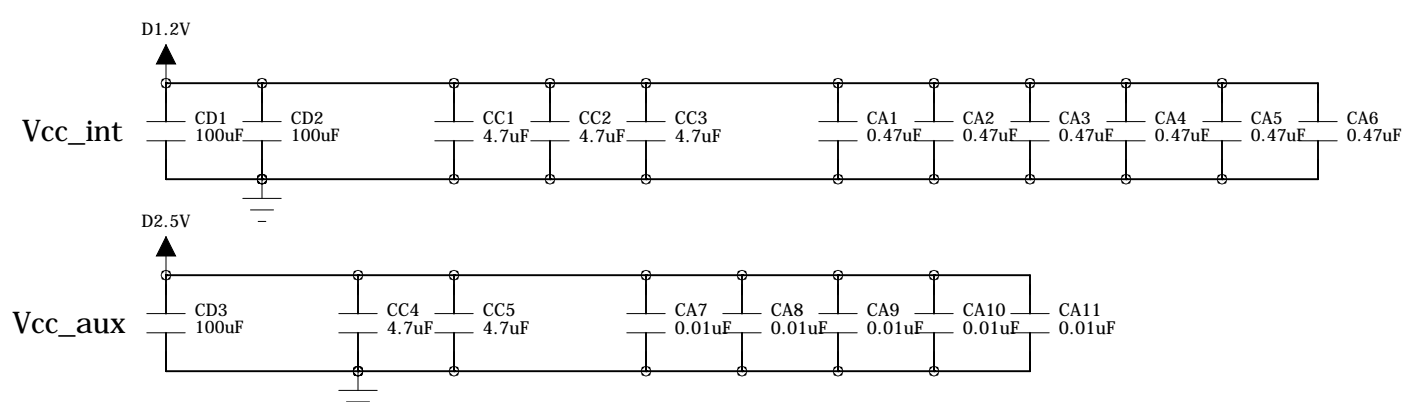 D1.2V
Vcc_int
CD1
100uF
CD2
100uF
CC1
4.7uF
CC2
4.7uF
CC3
4.7uF
CA1
0.47uF
CA2
0.47uF
CA3
0.47uF
CA4
0.47uF
CA5
0.47uF
CA6
0.47uF
D2.5V
Vcc_aux
CD3
100uF
CC4
4.7uF
CC5
4.7uF
CA7
0.01uF
CA8
0.01uF
CA9
0.01uF
CA10
0.01uF
CA11
0.01uF